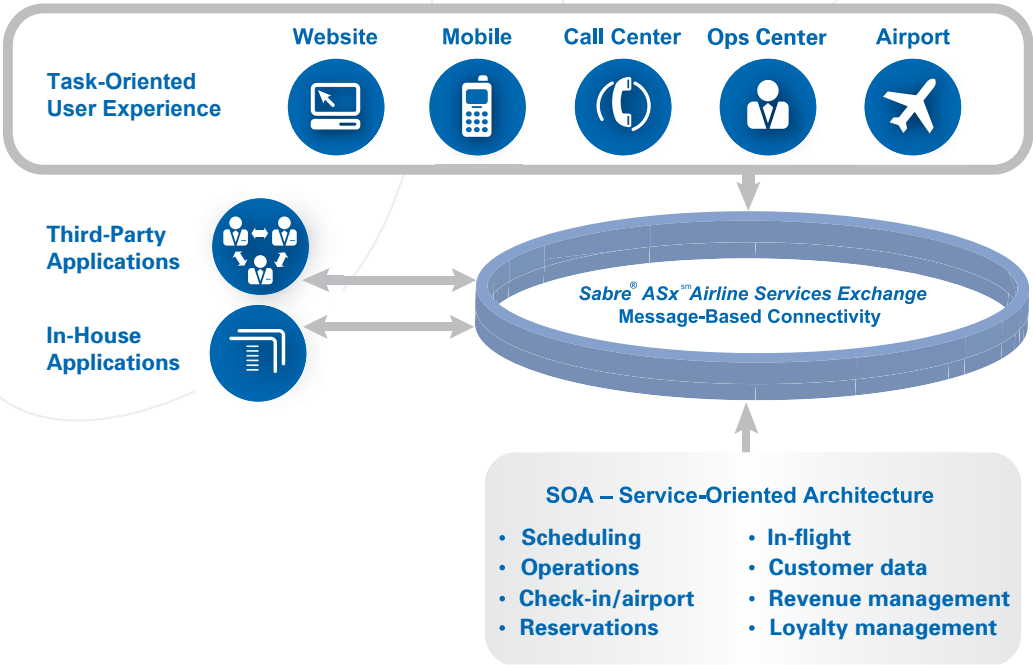 Website Mobile Call Center Ops Center Airport
Task-Oriented
User Experience
Third-Party
Applications
In-House
Applications
Sabre® ASx℠ Airline Services Exchange
Message-Based Connectivity
SOA – Service-Oriented Architecture
• Scheduling
• Operations
• Check-in/airport
• Reservations
• In-flight
• Customer data
• Revenue management
• Loyalty management